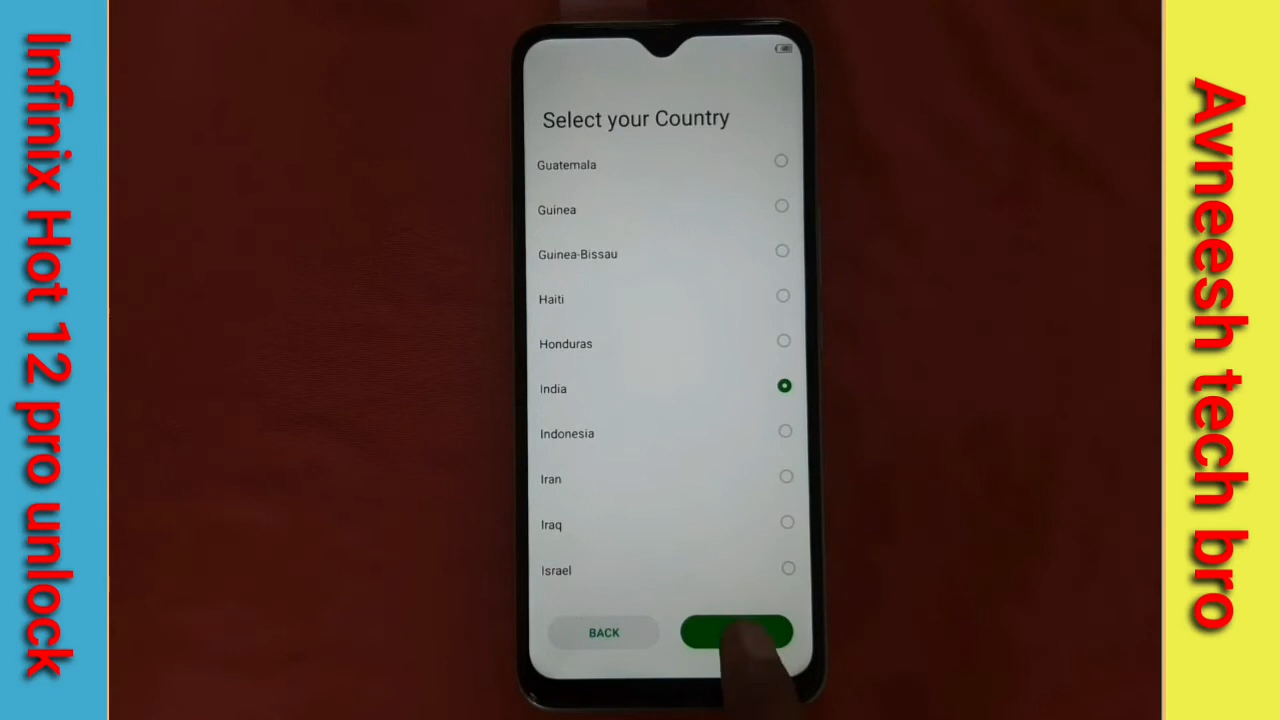 Infinix Hot 12 pro unlock
Select your Country
Guatemala
Guinea
Guinea-Bissau
Haiti
Honduras
India
Indonesia
Iran
Iraq
Israel
BACK
Avneesh tech bro